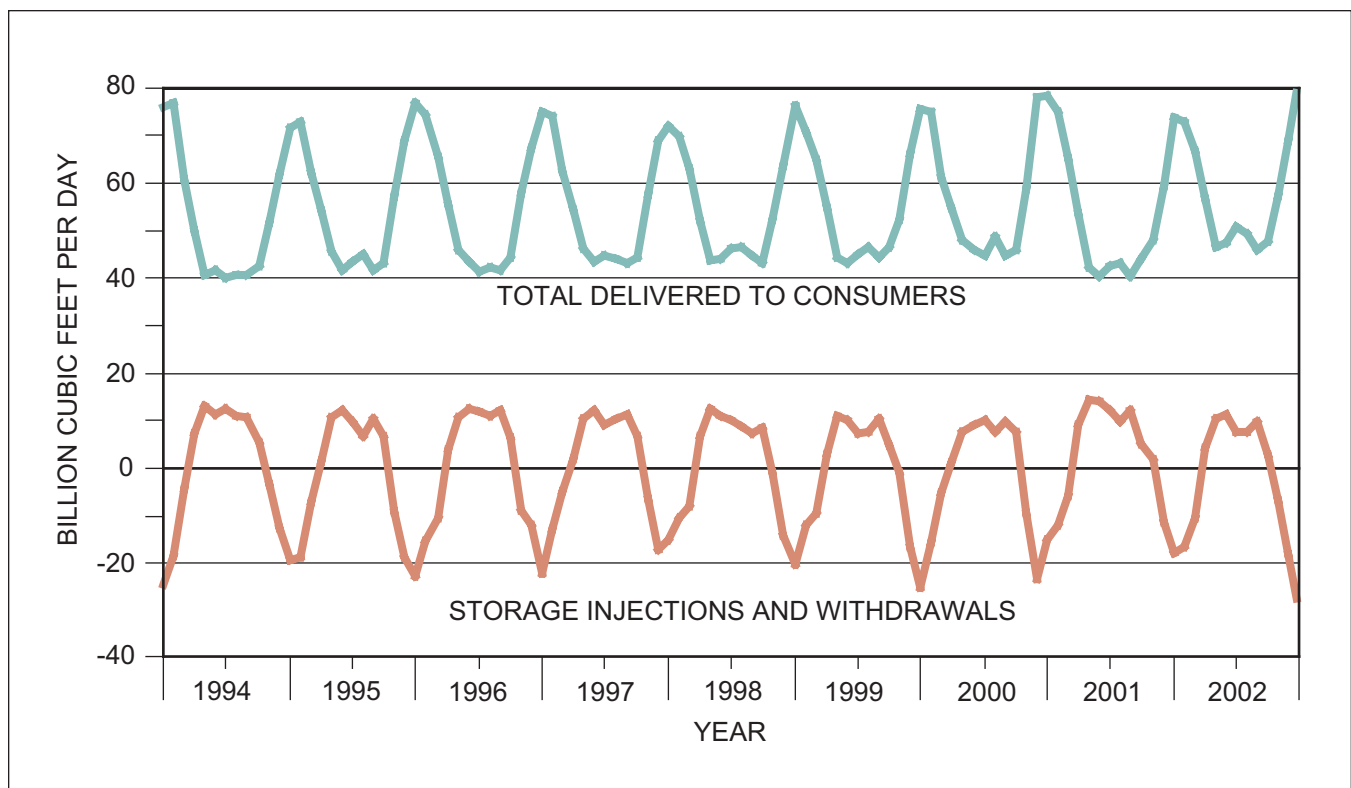 80
60
40
20
0
-20
-40
BILLION CUBIC FEET PER DAY
TOTAL DELIVERED TO CONSUMERS
STORAGE INJECTIONS AND WITHDRAWALS
1994 1995 1996 1997 1998 1999 2000 2001 2002
YEAR